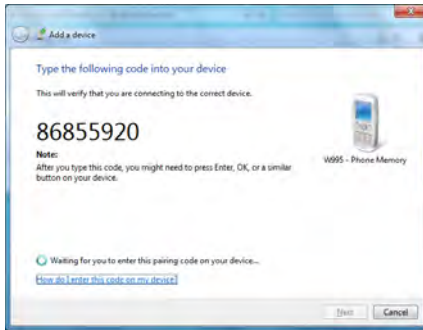 Add a device
Type the following code into your device
This will verify that you are connecting to the correct device.
86855920
Note:
After you type this code, you might need to press Enter, OK, or a similar
button on your device.
W995 - Phone Memory
Waiting for you to enter this pairing code on your device...
How do I enter this code on my device?
Next
Cancel